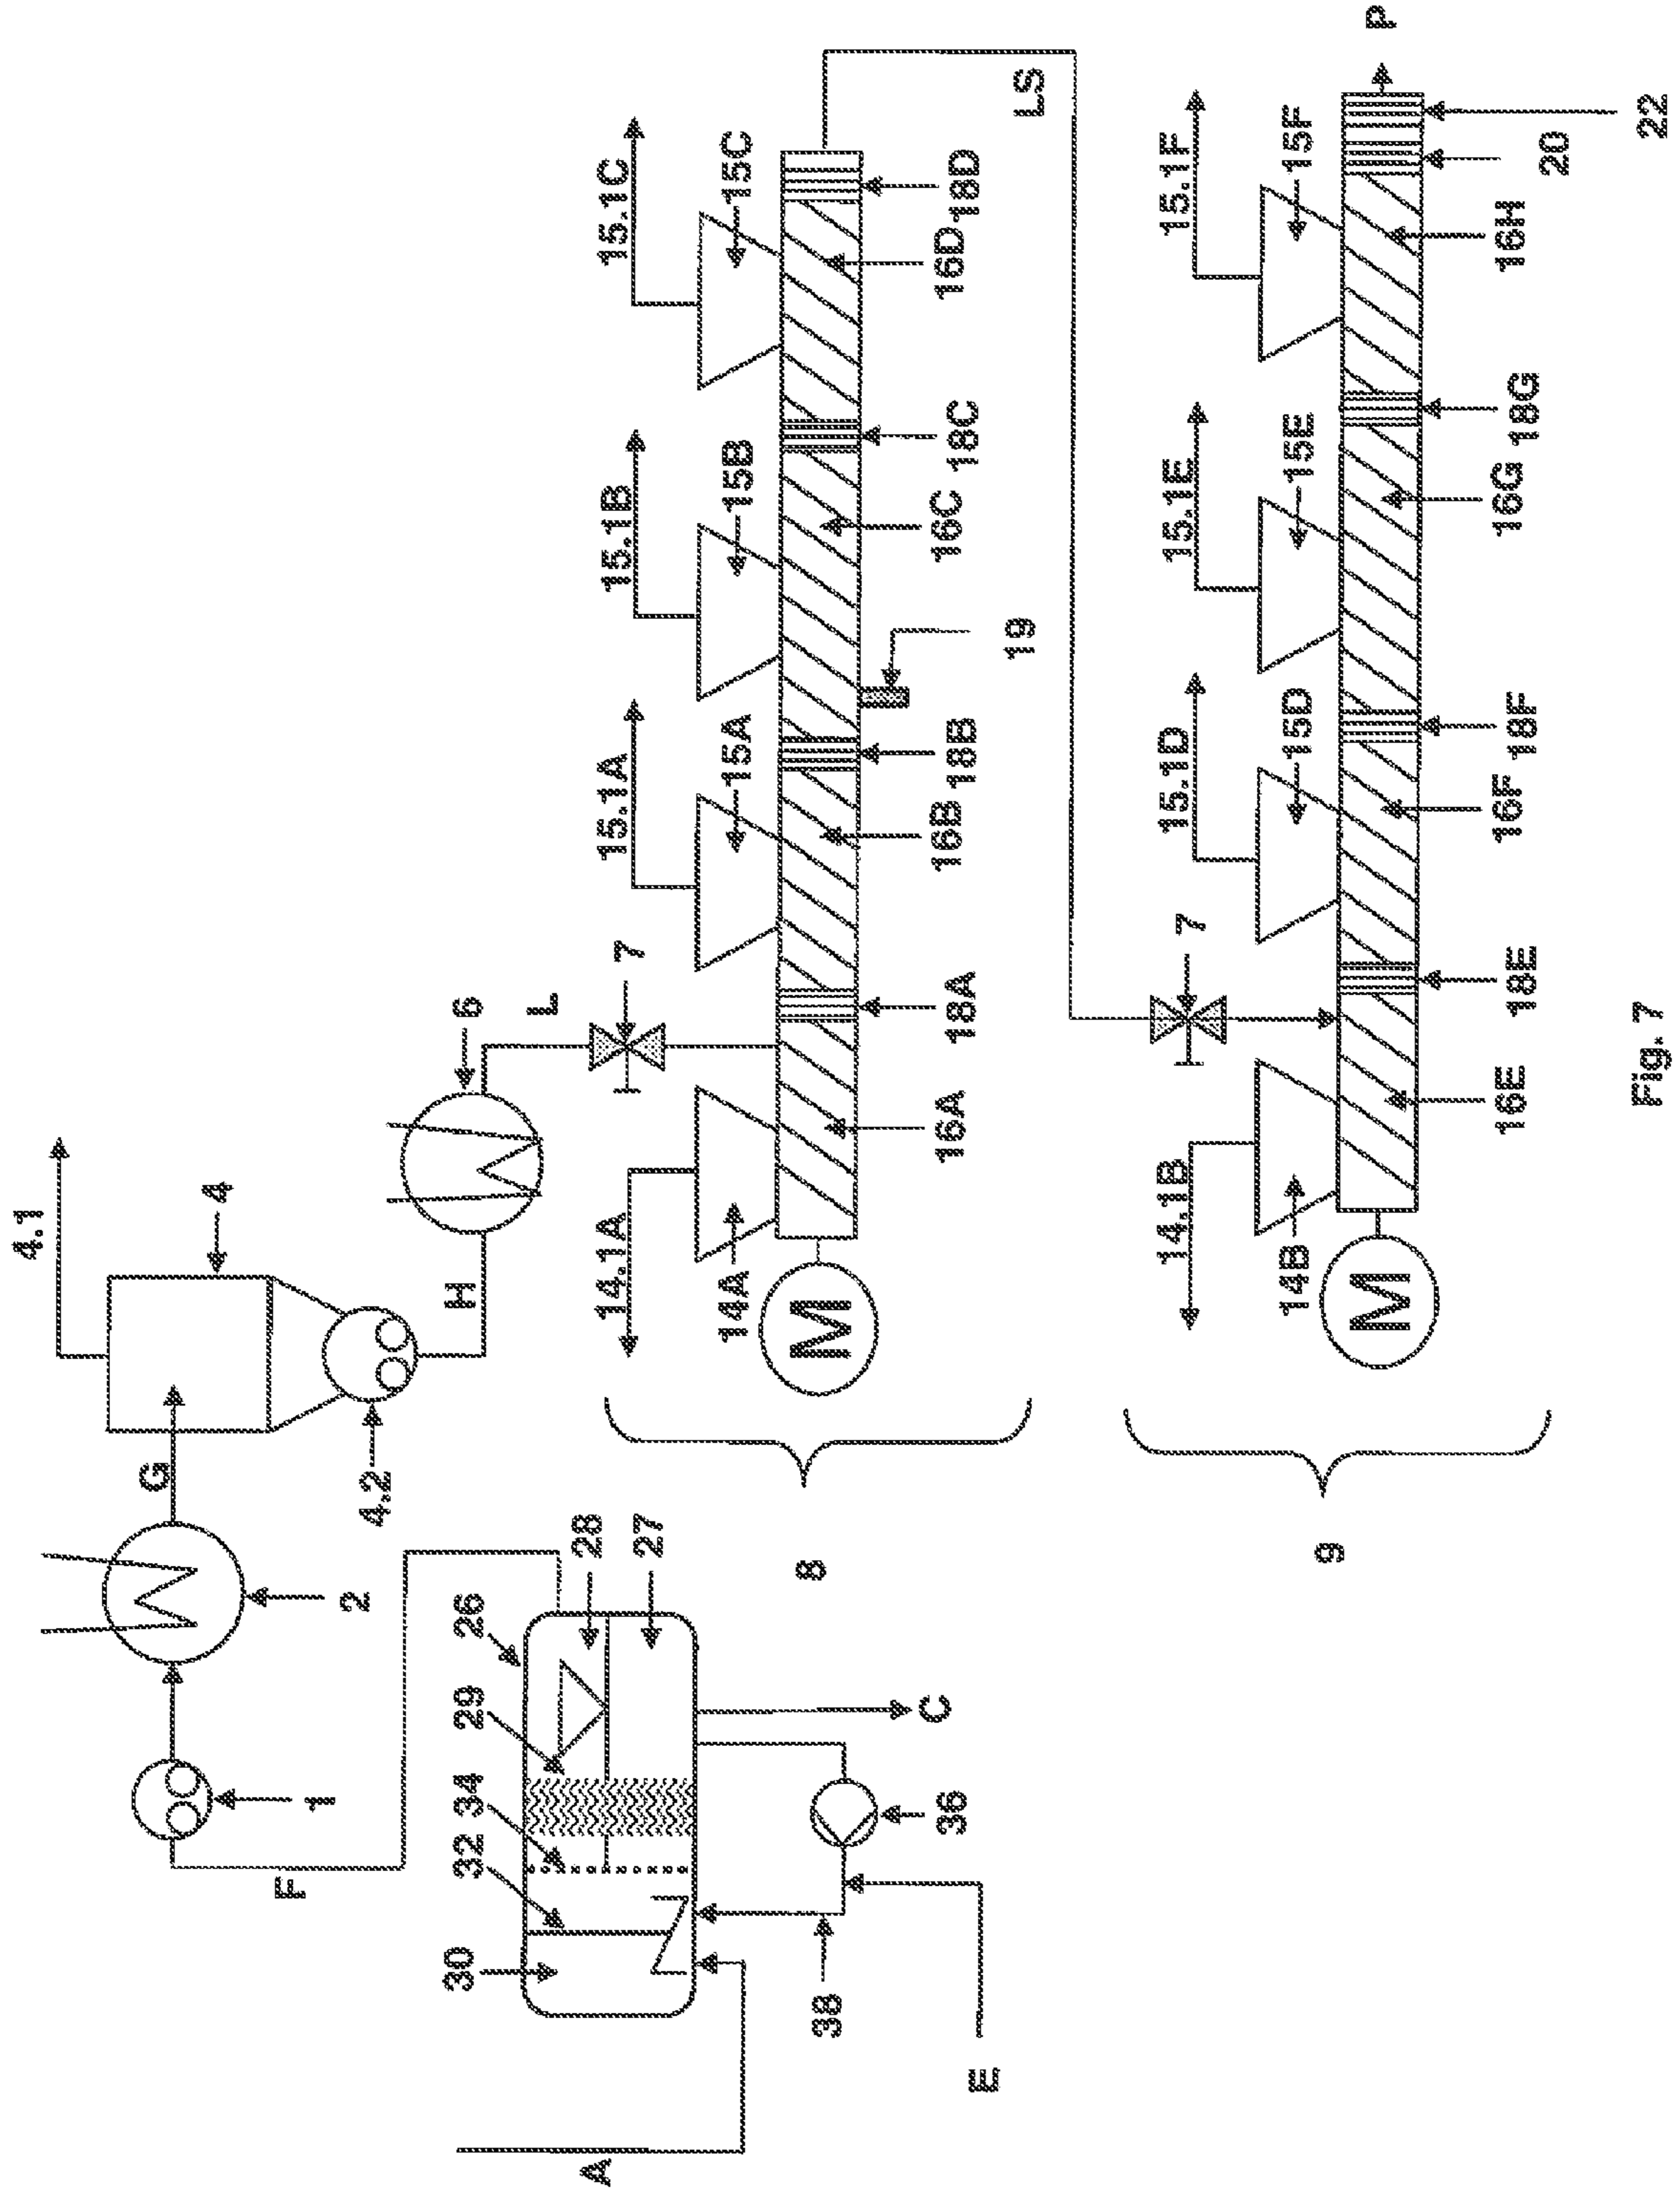 A
E
F
G
H
L
C
30
32
34
29
26
28
27
38
36
1
2
4.1
4
4.2
6
7
8
14.1A
14A
M
15.1A
15A
15.1B
15B
15.1C
15C
16A
18A
16B
18B
19
16C
18C
16D
18D
LS
7
9
14.1B
14B
M
15.1D
15D
15.1E
15E
15.1F
15F
P
16E
18E
16F
18F
16G
18G
16H
20
22
Fig. 7